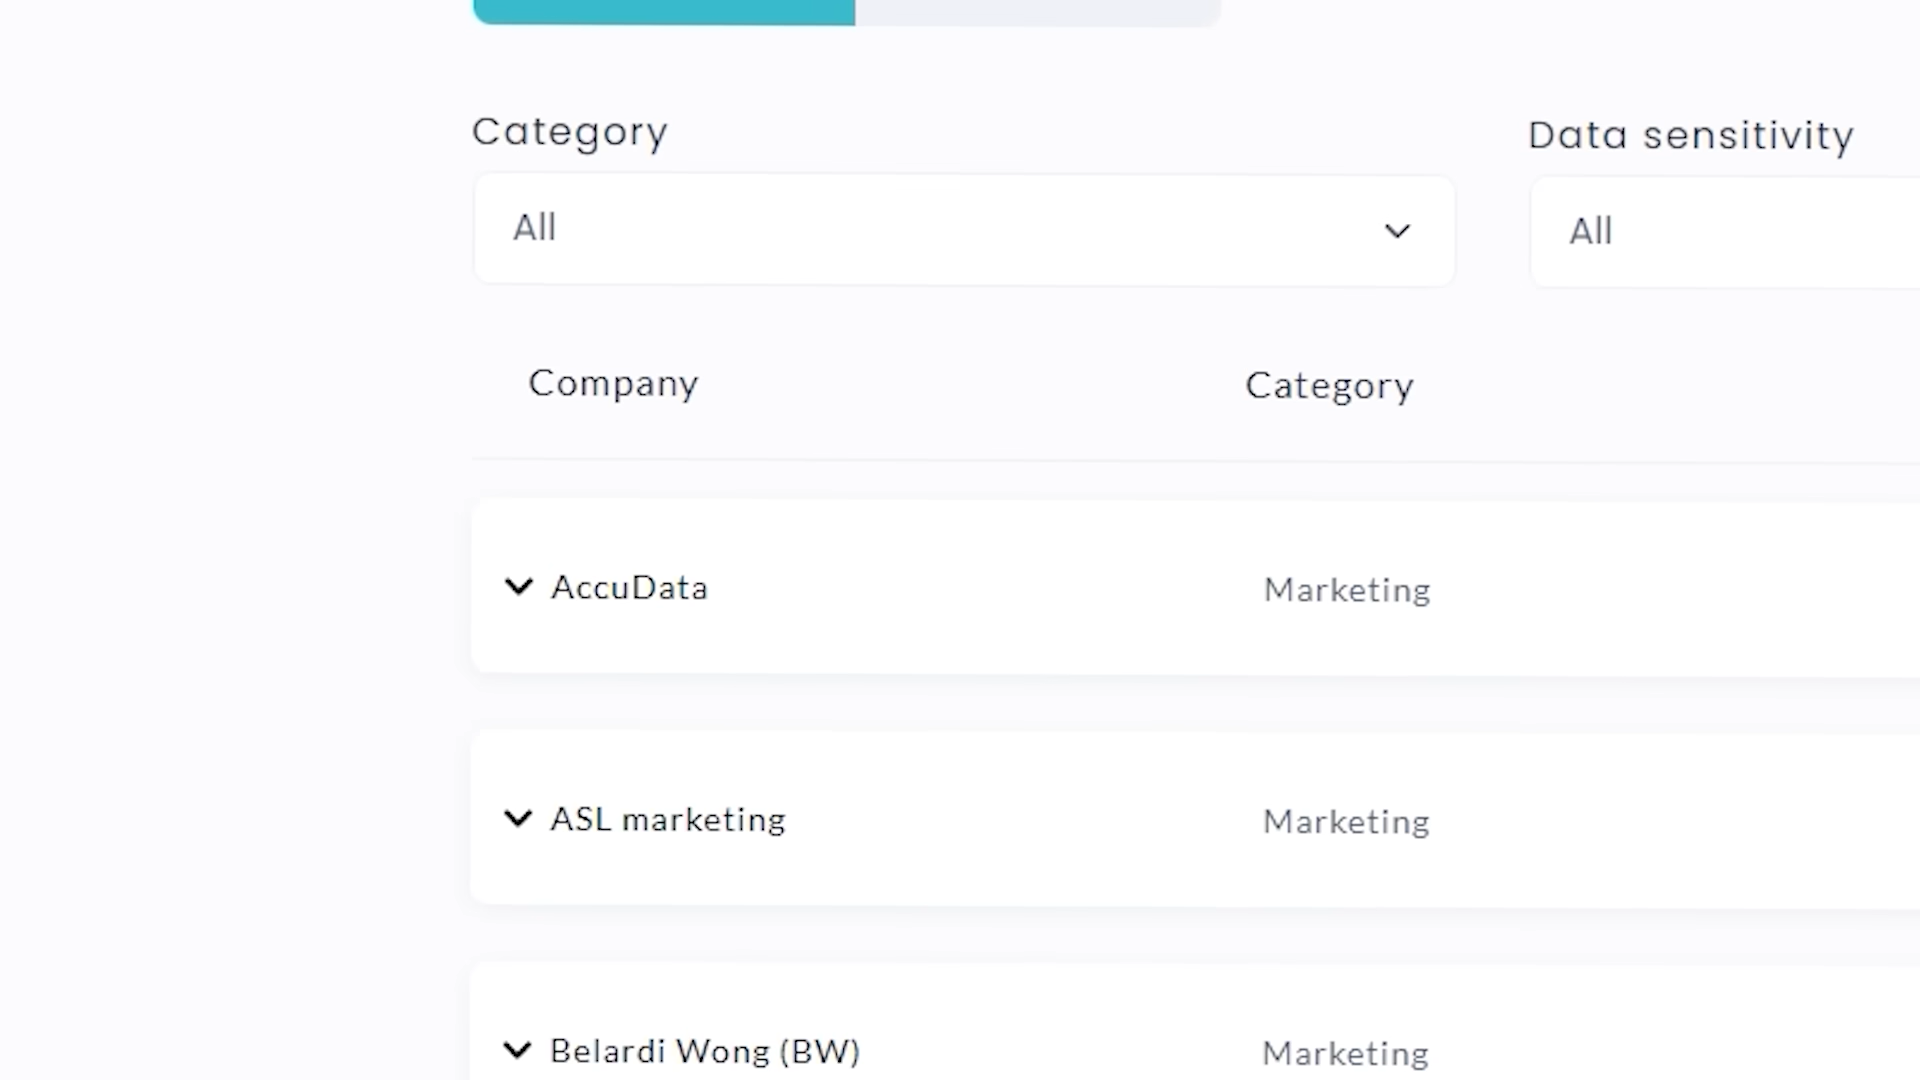 Category
Data sensitivity
All
All
Company
Category
AccuData
Marketing
ASL marketing
Marketing
Belardi Wong (BW)
Marketing